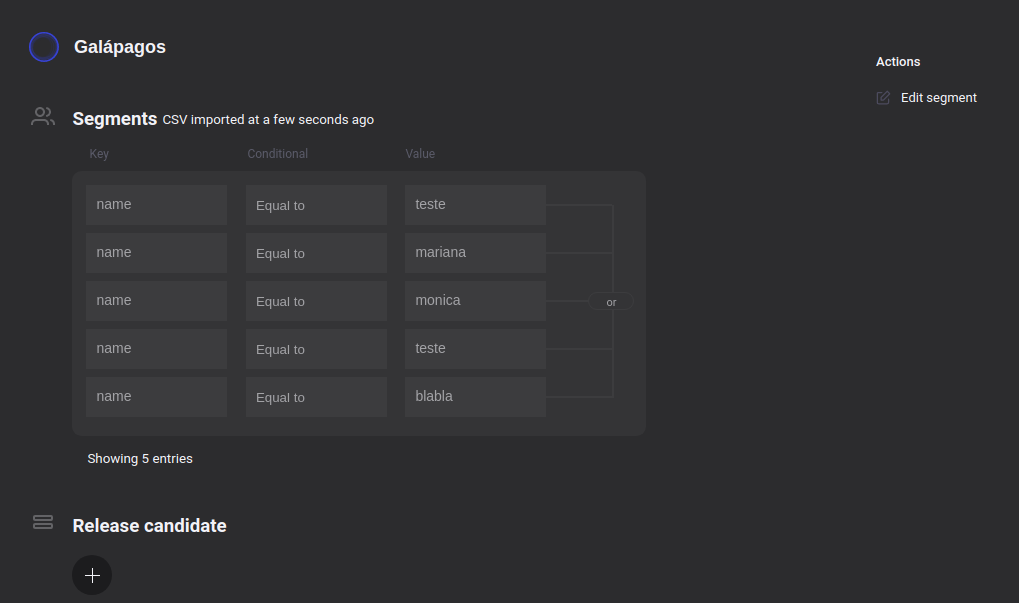 Galápagos
Actions
Edit segment
Segments CSV imported at a few seconds ago
Key Conditional Value
name Equal to teste
name Equal to mariana
name Equal to monica or
name Equal to teste
name Equal to blabla
Showing 5 entries
Release candidate